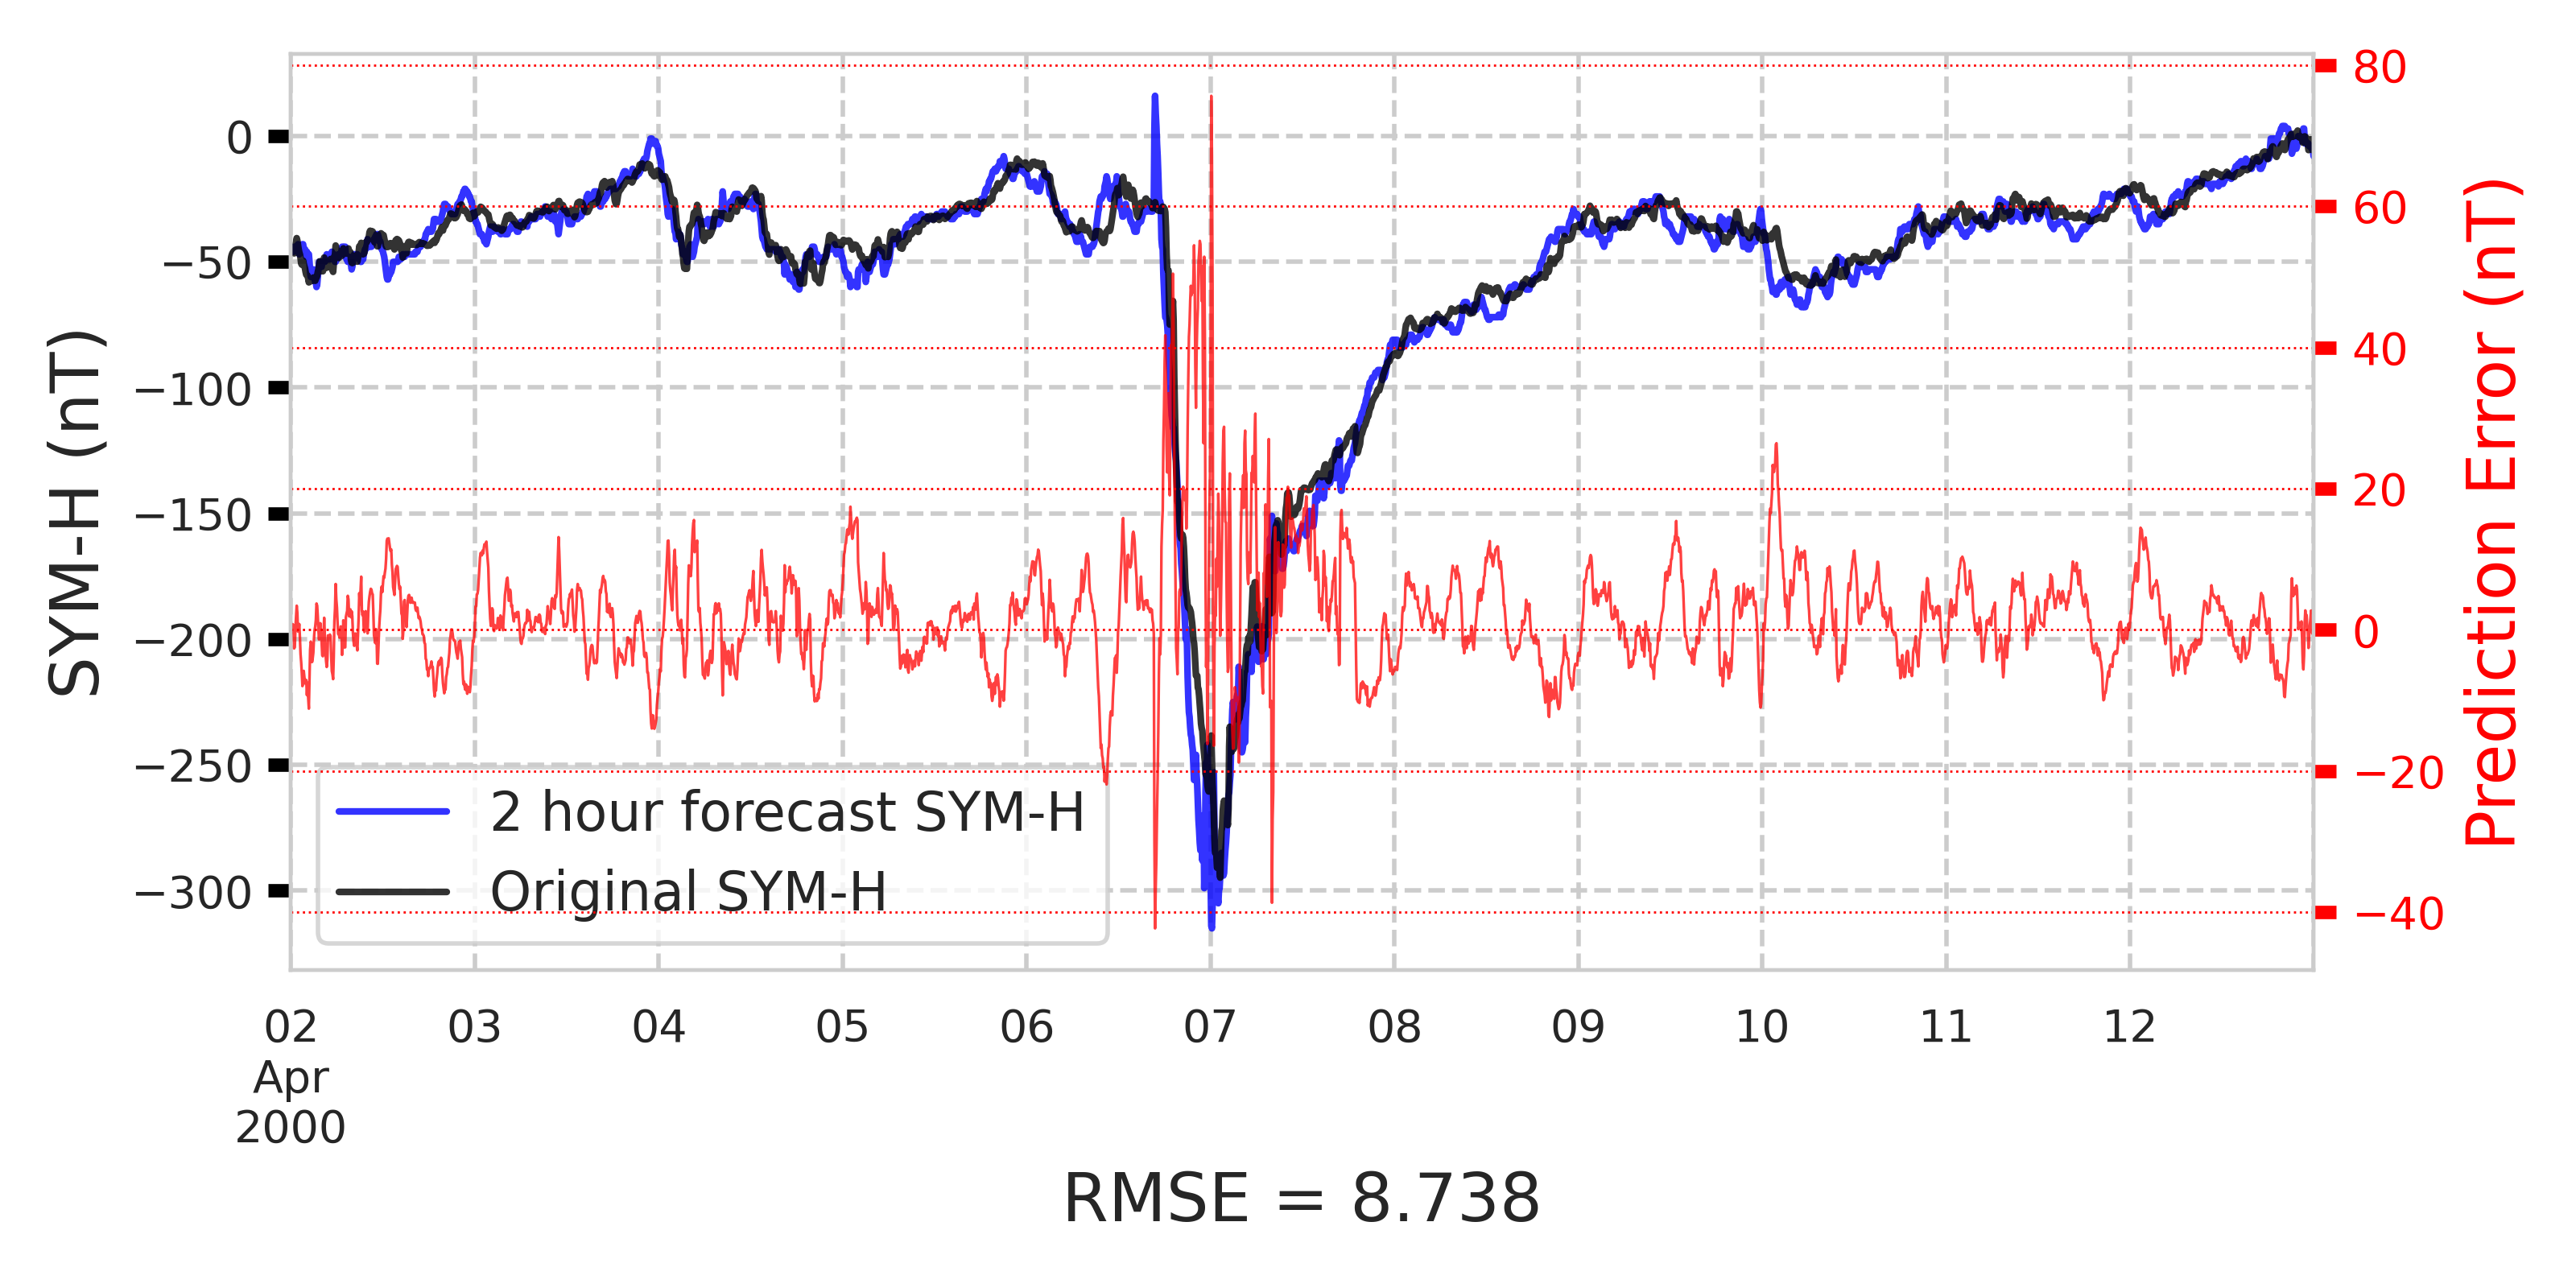 SYM-H (nT)
0
−50
−100
−150
−200
−250
−300
2 hour forecast SYM-H
Original SYM-H
80
60
40
20
0
−20
−40
Prediction Error (nT)
02 03 04 05 06 07 08 09 10 11 12
Apr
2000
RMSE = 8.738